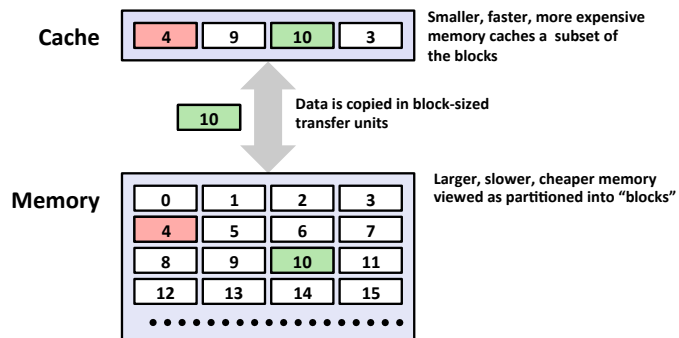 Cache
4 9 10 3
Smaller, faster, more expensive
memory caches a subset of
the blocks
10
Data is copied in block-sized
transfer units
Memory
0 1 2 3
4 5 6 7
8 9 10 11
12 13 14 15
Larger, slower, cheaper memory
viewed as partitioned into “blocks”